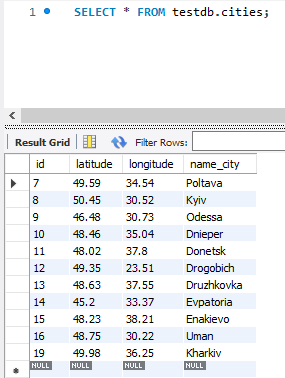 1 SELECT * FROM testdb.cities;
Result Grid Filter Rows:
id latitude longitude name_city
7 49.59 34.54 Poltava
8 50.45 30.52 Kyiv
9 46.48 30.73 Odessa
10 48.46 35.04 Dnieper
11 48.02 37.8 Donetsk
12 49.35 23.51 Drogobich
13 48.63 37.55 Druzhkovka
14 45.2 33.37 Evpatoria
15 48.23 38.21 Enakievo
16 48.75 30.22 Uman
19 49.98 36.25 Kharkiv
NULL NULL NULL NULL